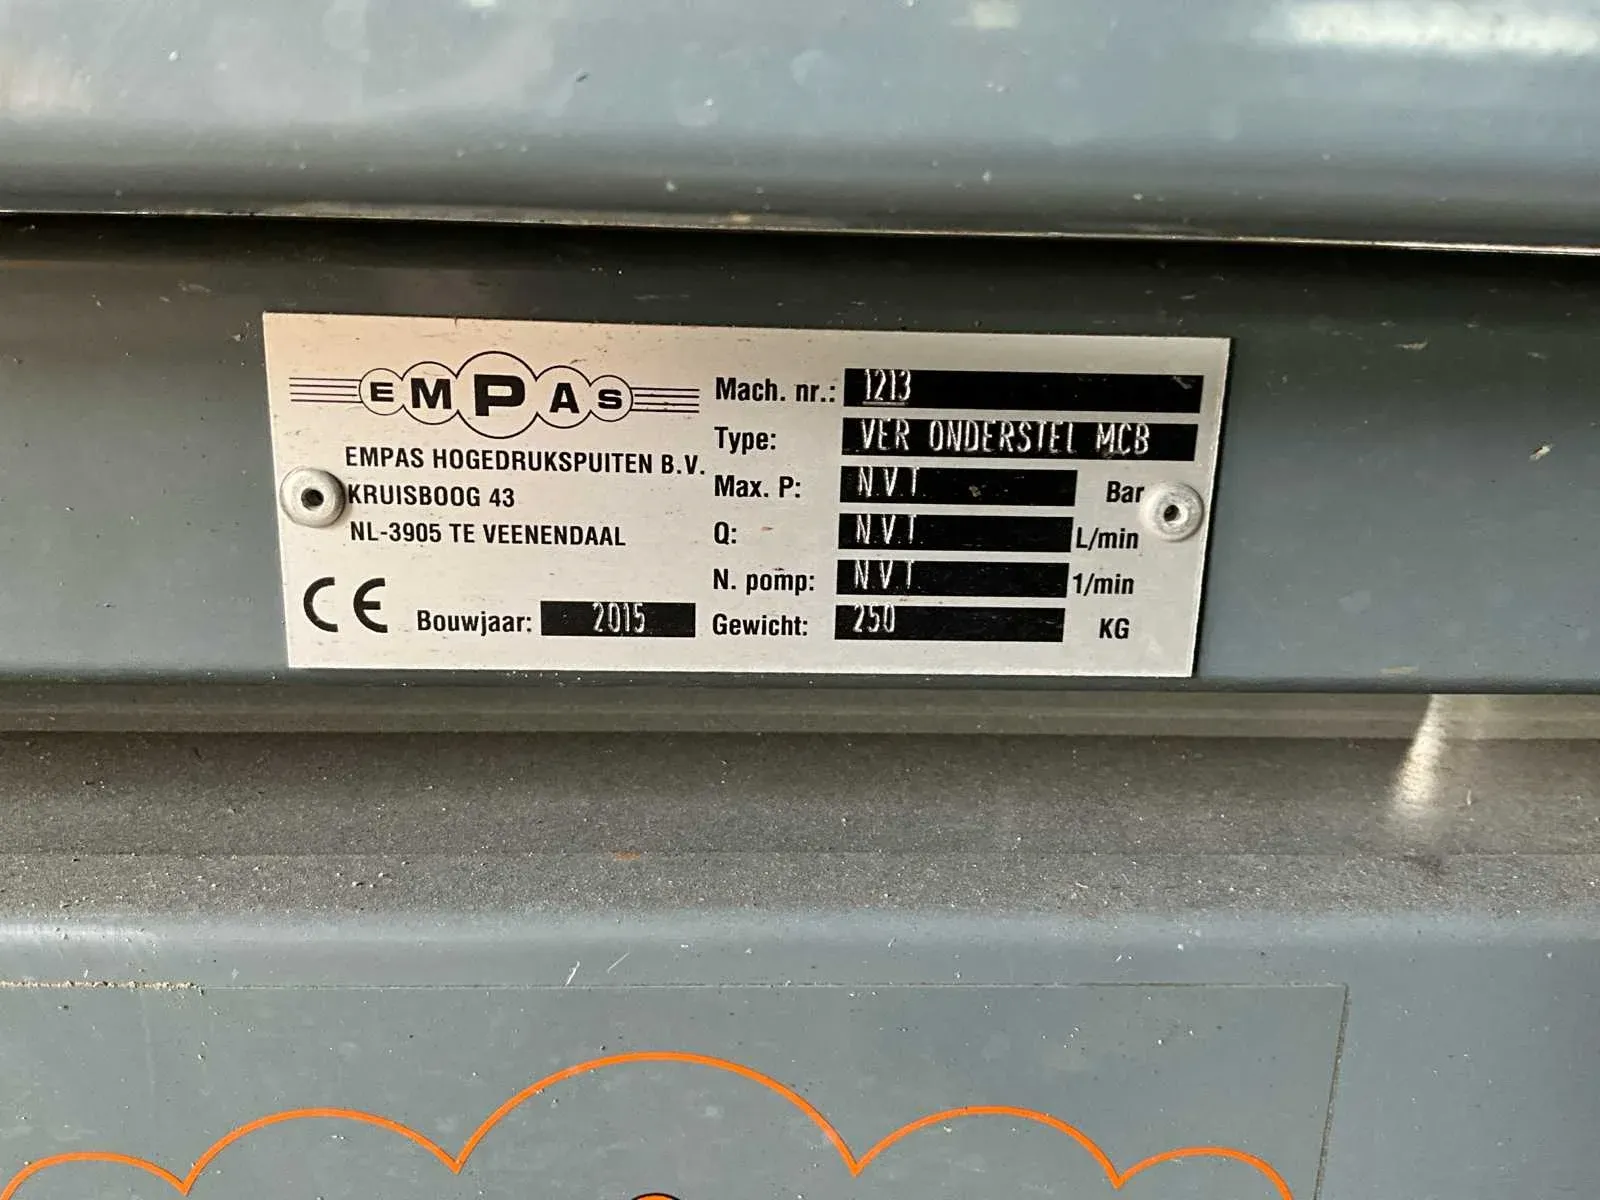 EMPAS
EMPAS HOGEDRUKSPUITEN B.V.
KRUISBOOG 43
NL-3905 TE VEENENDAAL
CE
Bouwjaar: 2015
Mach. nr.: 1213
Type: VER ONDERSTEL MCB
Max. P: N.V.T. Bar
Q: N.V.T. L/min
N. pomp: N.V.T 1/min
Gewicht: 250 KG